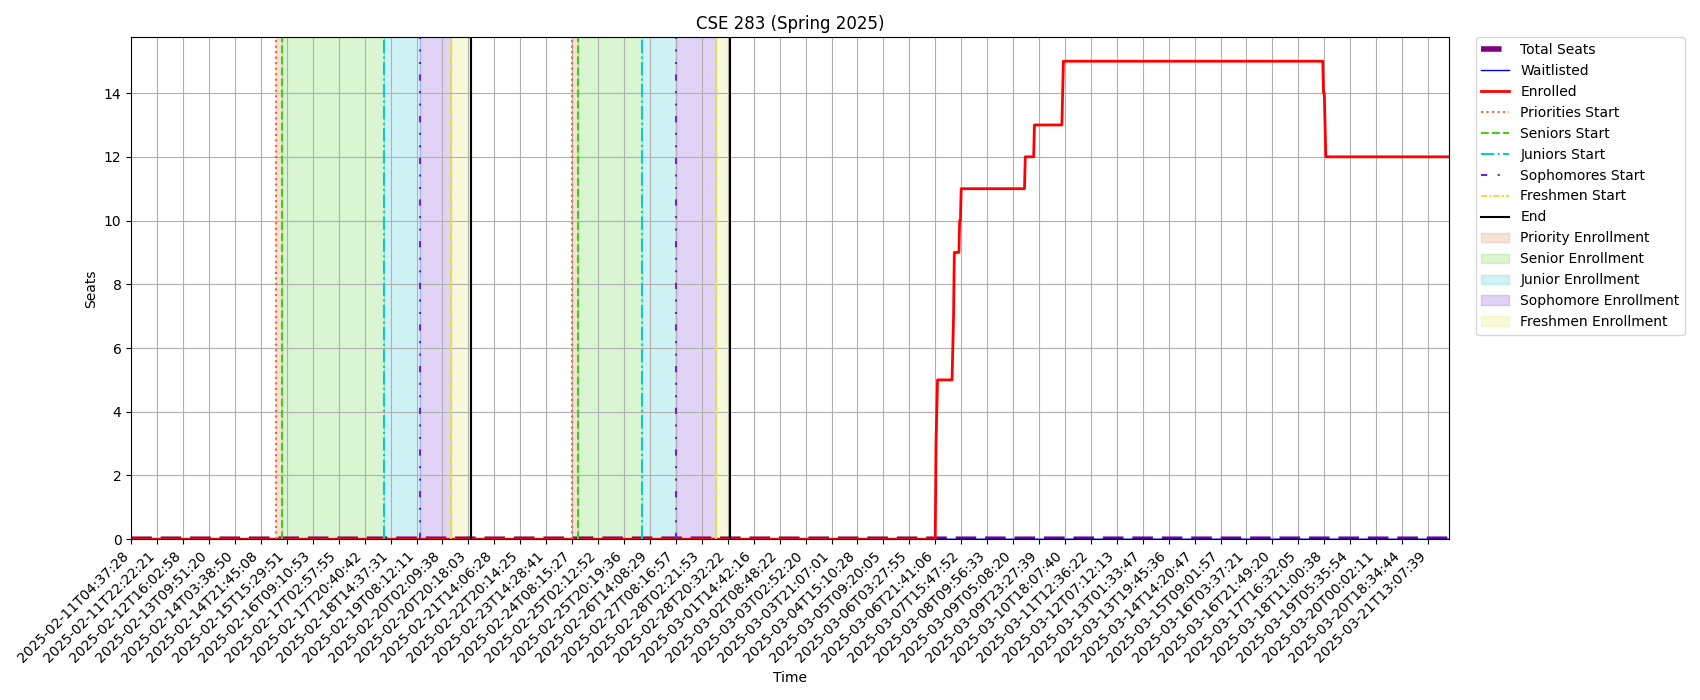 CSE 283 (Spring 2025)
Total Seats
Waitlisted
Enrolled
Priorities Start
Seniors Start
Juniors Start
Sophomores Start
Freshmen Start
End
Priority Enrollment
Senior Enrollment
Junior Enrollment
Sophomore Enrollment
Freshmen Enrollment
Seats
14
12
10
8
6
4
2
0
2025-02-11T04:37:28
2025-02-11T22:22:21
2025-02-12T16:02:58
2025-02-13T09:51:20
2025-02-14T03:38:50
2025-02-14T21:45:08
2025-02-15T15:29:51
2025-02-16T09:10:53
2025-02-17T02:57:55
2025-02-17T20:40:42
2025-02-18T14:37:31
2025-02-19T08:12:11
2025-02-20T02:09:38
2025-02-20T20:18:03
2025-02-21T14:06:28
2025-02-22T20:14:25
2025-02-23T14:28:41
2025-02-24T08:15:27
2025-02-25T02:12:52
2025-02-25T20:19:36
2025-02-26T14:08:29
2025-02-27T08:16:57
2025-02-28T02:21:53
2025-02-28T20:32:22
2025-03-01T14:42:16
2025-03-02T08:48:22
2025-03-03T02:52:20
2025-03-03T21:07:01
2025-03-04T15:10:28
2025-03-05T09:20:05
2025-03-06T03:27:55
2025-03-06T21:41:06
2025-03-07T15:47:52
2025-03-08T09:56:33
2025-03-09T05:08:20
2025-03-09T23:27:39
2025-03-10T18:07:40
2025-03-11T12:36:22
2025-03-12T07:12:13
2025-03-13T01:33:47
2025-03-13T19:45:36
2025-03-14T14:20:47
2025-03-15T09:01:57
2025-03-16T03:37:21
2025-03-16T21:49:20
2025-03-17T16:32:05
2025-03-18T11:00:38
2025-03-19T05:35:54
2025-03-20T00:02:11
2025-03-20T18:34:44
2025-03-21T13:07:39
Time